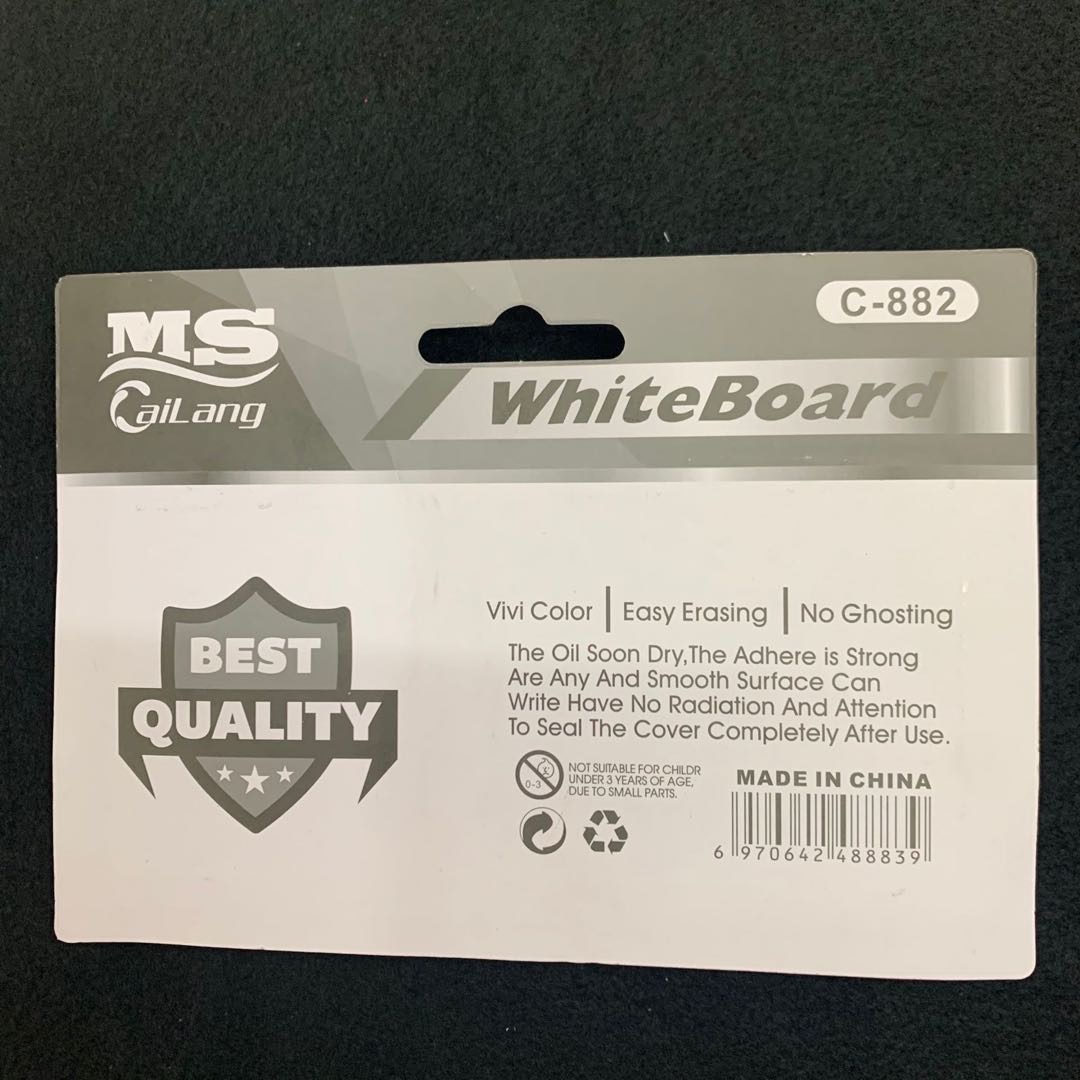 MS
CaiLang
C-882
WhiteBoard
BEST
QUALITY
Vivi Color | Easy Erasing | No Ghosting
The Oil Soon Dry,The Adhere is Strong
Are Any And Smooth Surface Can
Write Have No Radiation And Attention
To Seal The Cover Completely After Use.
0-3
NOT SUITABLE FOR CHILDR
UNDER 3 YEARS OF AGE,
DUE TO SMALL PARTS.
MADE IN CHINA
6 970642 488839